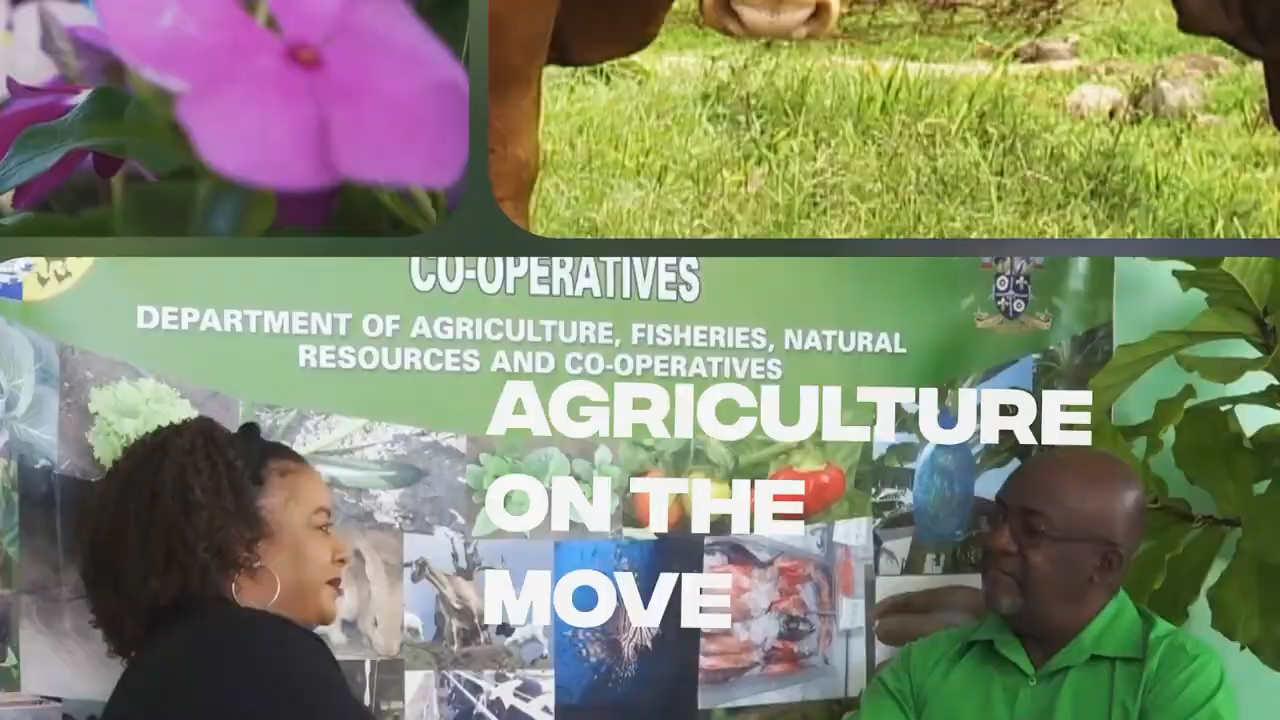 CO-OPERATIVES
DEPARTMENT OF AGRICULTURE, FISHERIES, NATURAL
RESOURCES AND CO-OPERATIVES
AGRICULTURE
ON THE
MOVE